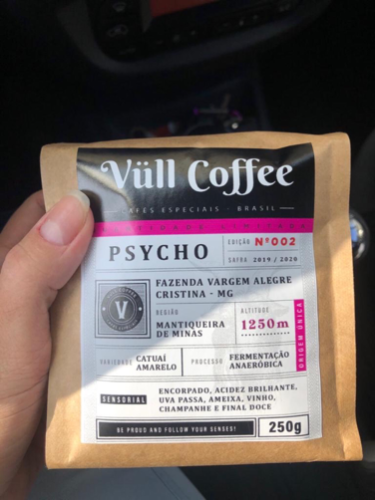 Vüll Coffee
CAFÉS ESPECIAIS · BRASIL
PSYCHO
EDIÇÃO Nº002
SAFRA 2019 / 2020
FAZENDA VARGEM ALEGRE
CRISTINA - MG
V
REGIÃO
MANTIQUEIRA
DE MINAS
ALTITUDE
1250m
ORIGEM ÚNICA
VARIEDADE CATUAÍ
AMARELO
PROCESSO FERMENTAÇÃO
ANAERÓBICA
SENSORIAL
ENCORPADO, ACIDEZ BRILHANTE,
UVA PASSA, AMEIXA, VINHO,
CHAMPANHE E FINAL DOCE
BE PROUD AND FOLLOW YOUR SENSES!
250g